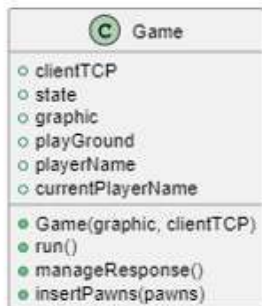 C Game
clientTCP
state
graphic
playGround
playerName
currentPlayerName
Game(graphic, clientTCP)
run()
manageResponse()
insertPawns(pawns)